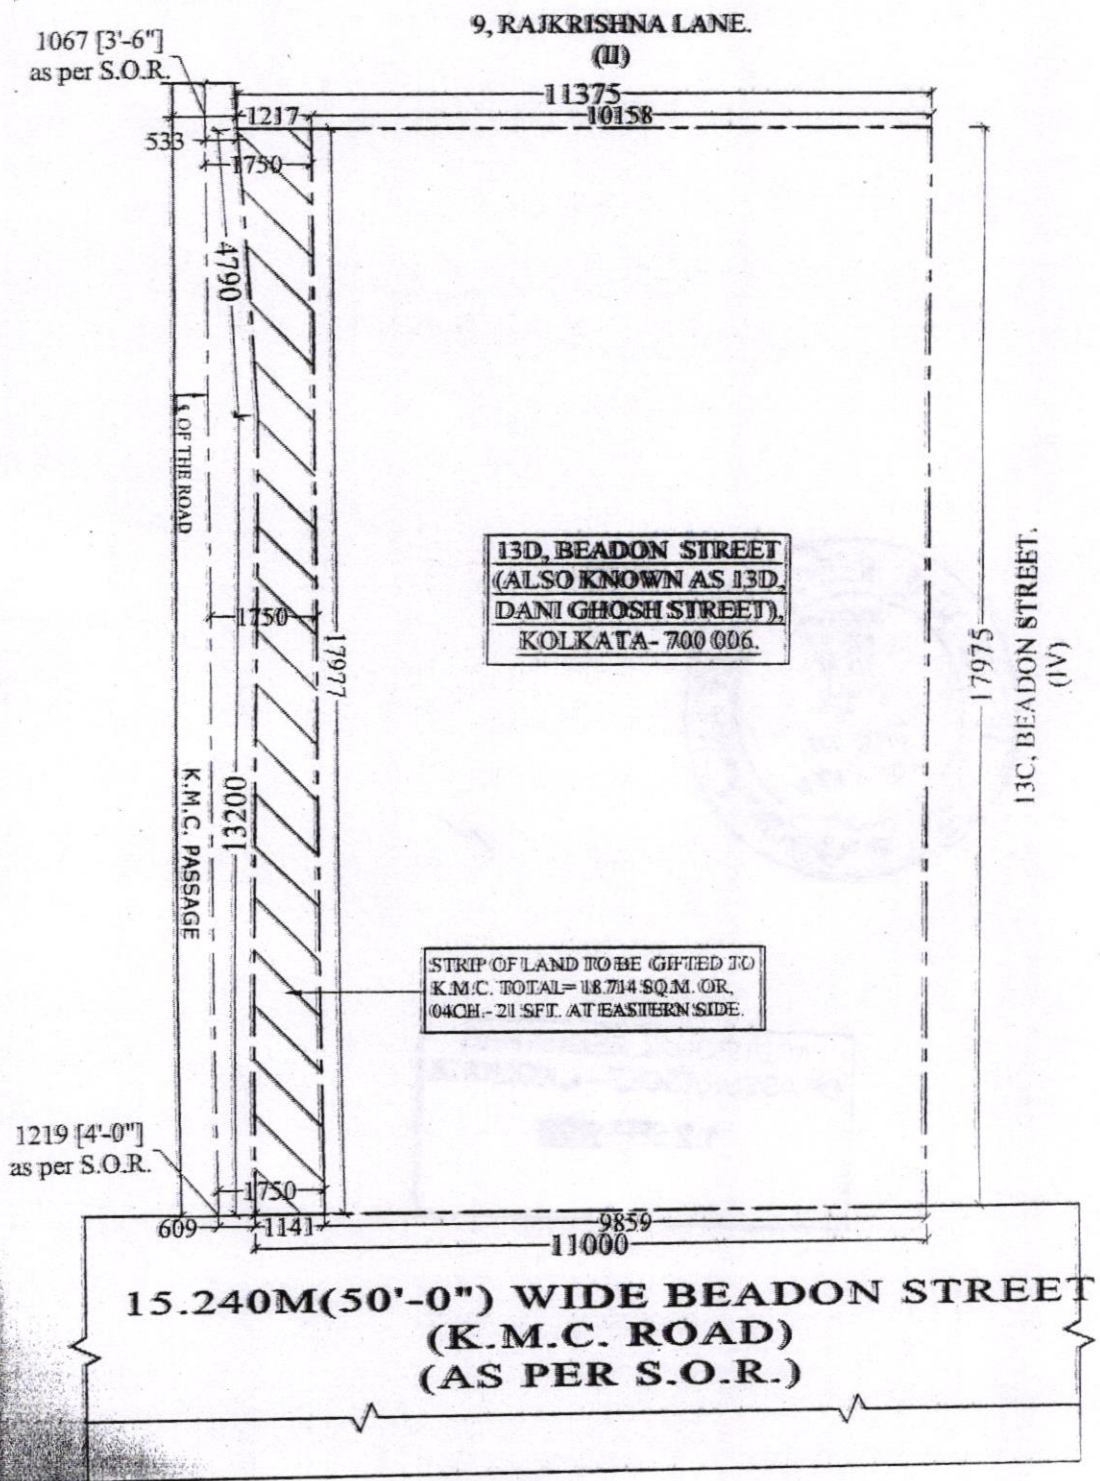 9, RAJKRISHNA LANE.
(II)
1067 [3'-6"]
as per S.O.R.
11375
1217
10158
533
1750
4790
℄ OF THE ROAD
13D, BEADON STREET
(ALSO KNOWN AS 13D,
DANI GHOSH STREET),
KOLKATA- 700 006.
1750
17977
17975
13C, BEADON STREET.
(IV)
13200
K.M.C. PASSAGE
STRIP OF LAND TO BE GIFTED TO
K.M.C. TOTAL= 18.714 SQ.M. OR,
04CH.- 21 SFT. AT EASTERN SIDE.
1219 [4'-0"]
as per S.O.R.
1750
609
1141
9859
11000
15.240M(50'-0") WIDE BEADON STREET
(K.M.C. ROAD)
(AS PER S.O.R.)